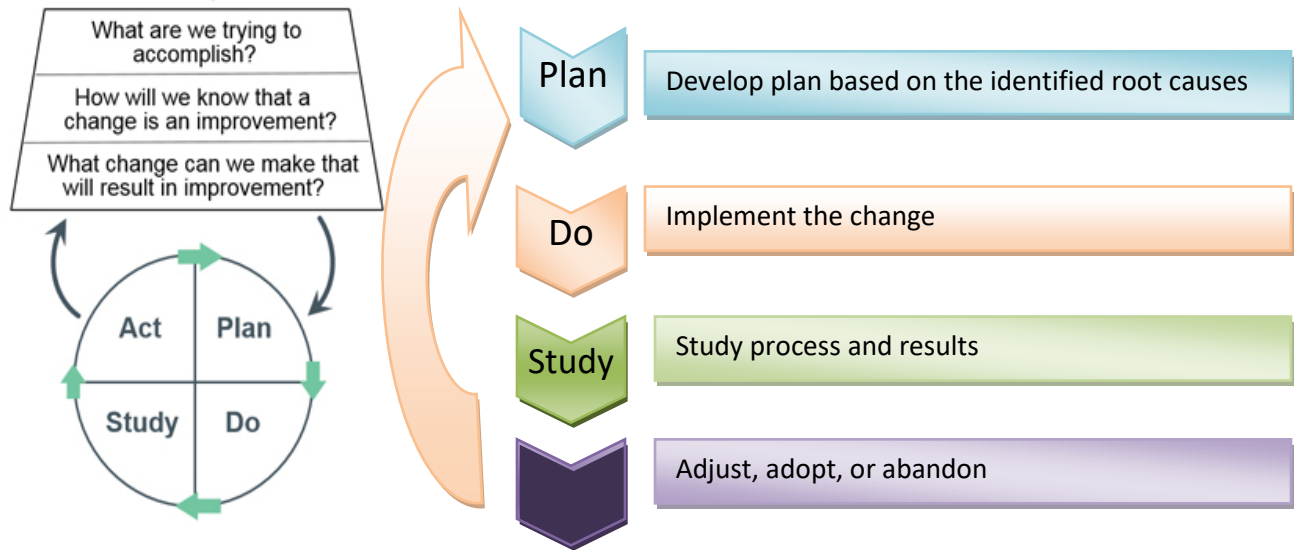 What are we trying to
accomplish?
How will we know that a
change is an improvement?
What change can we make that
will result in improvement?
Act
Plan
Study
Do
Plan
Develop plan based on the identified root causes
Do
Implement the change
Study
Study process and results
Adjust, adopt, or abandon